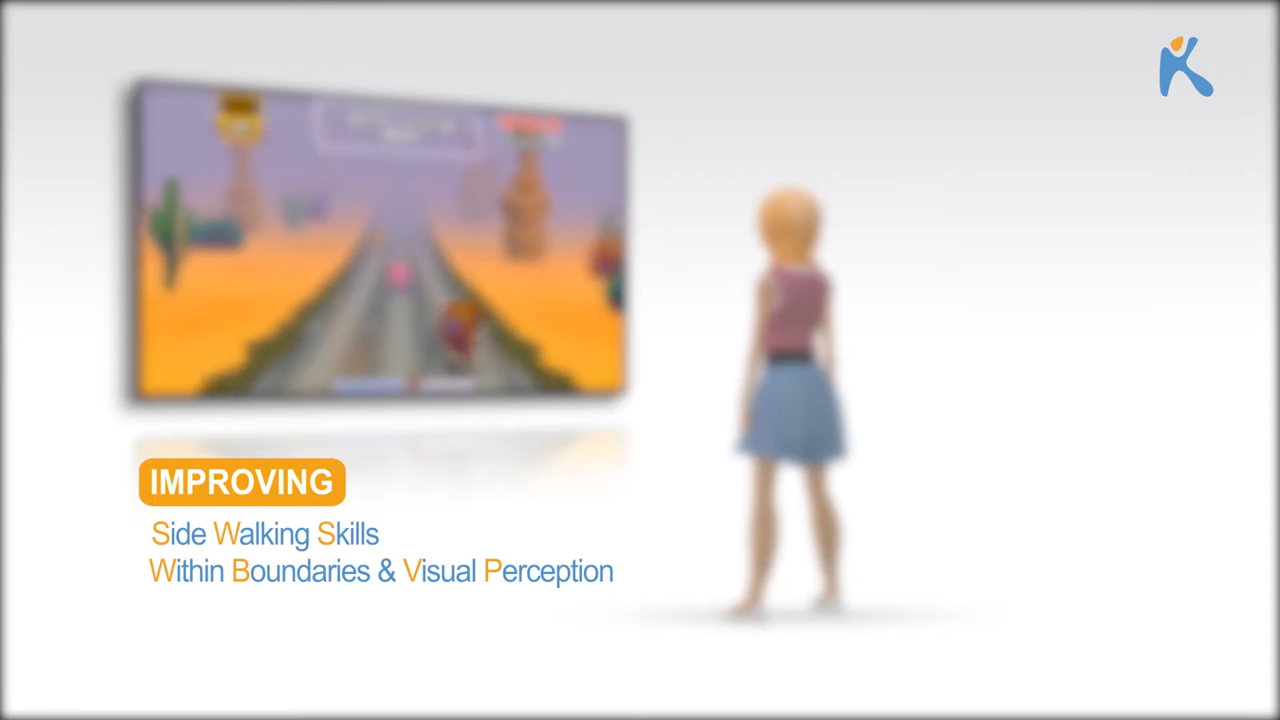 IMPROVING
Side Walking Skills
Within Boundaries & Visual Perception